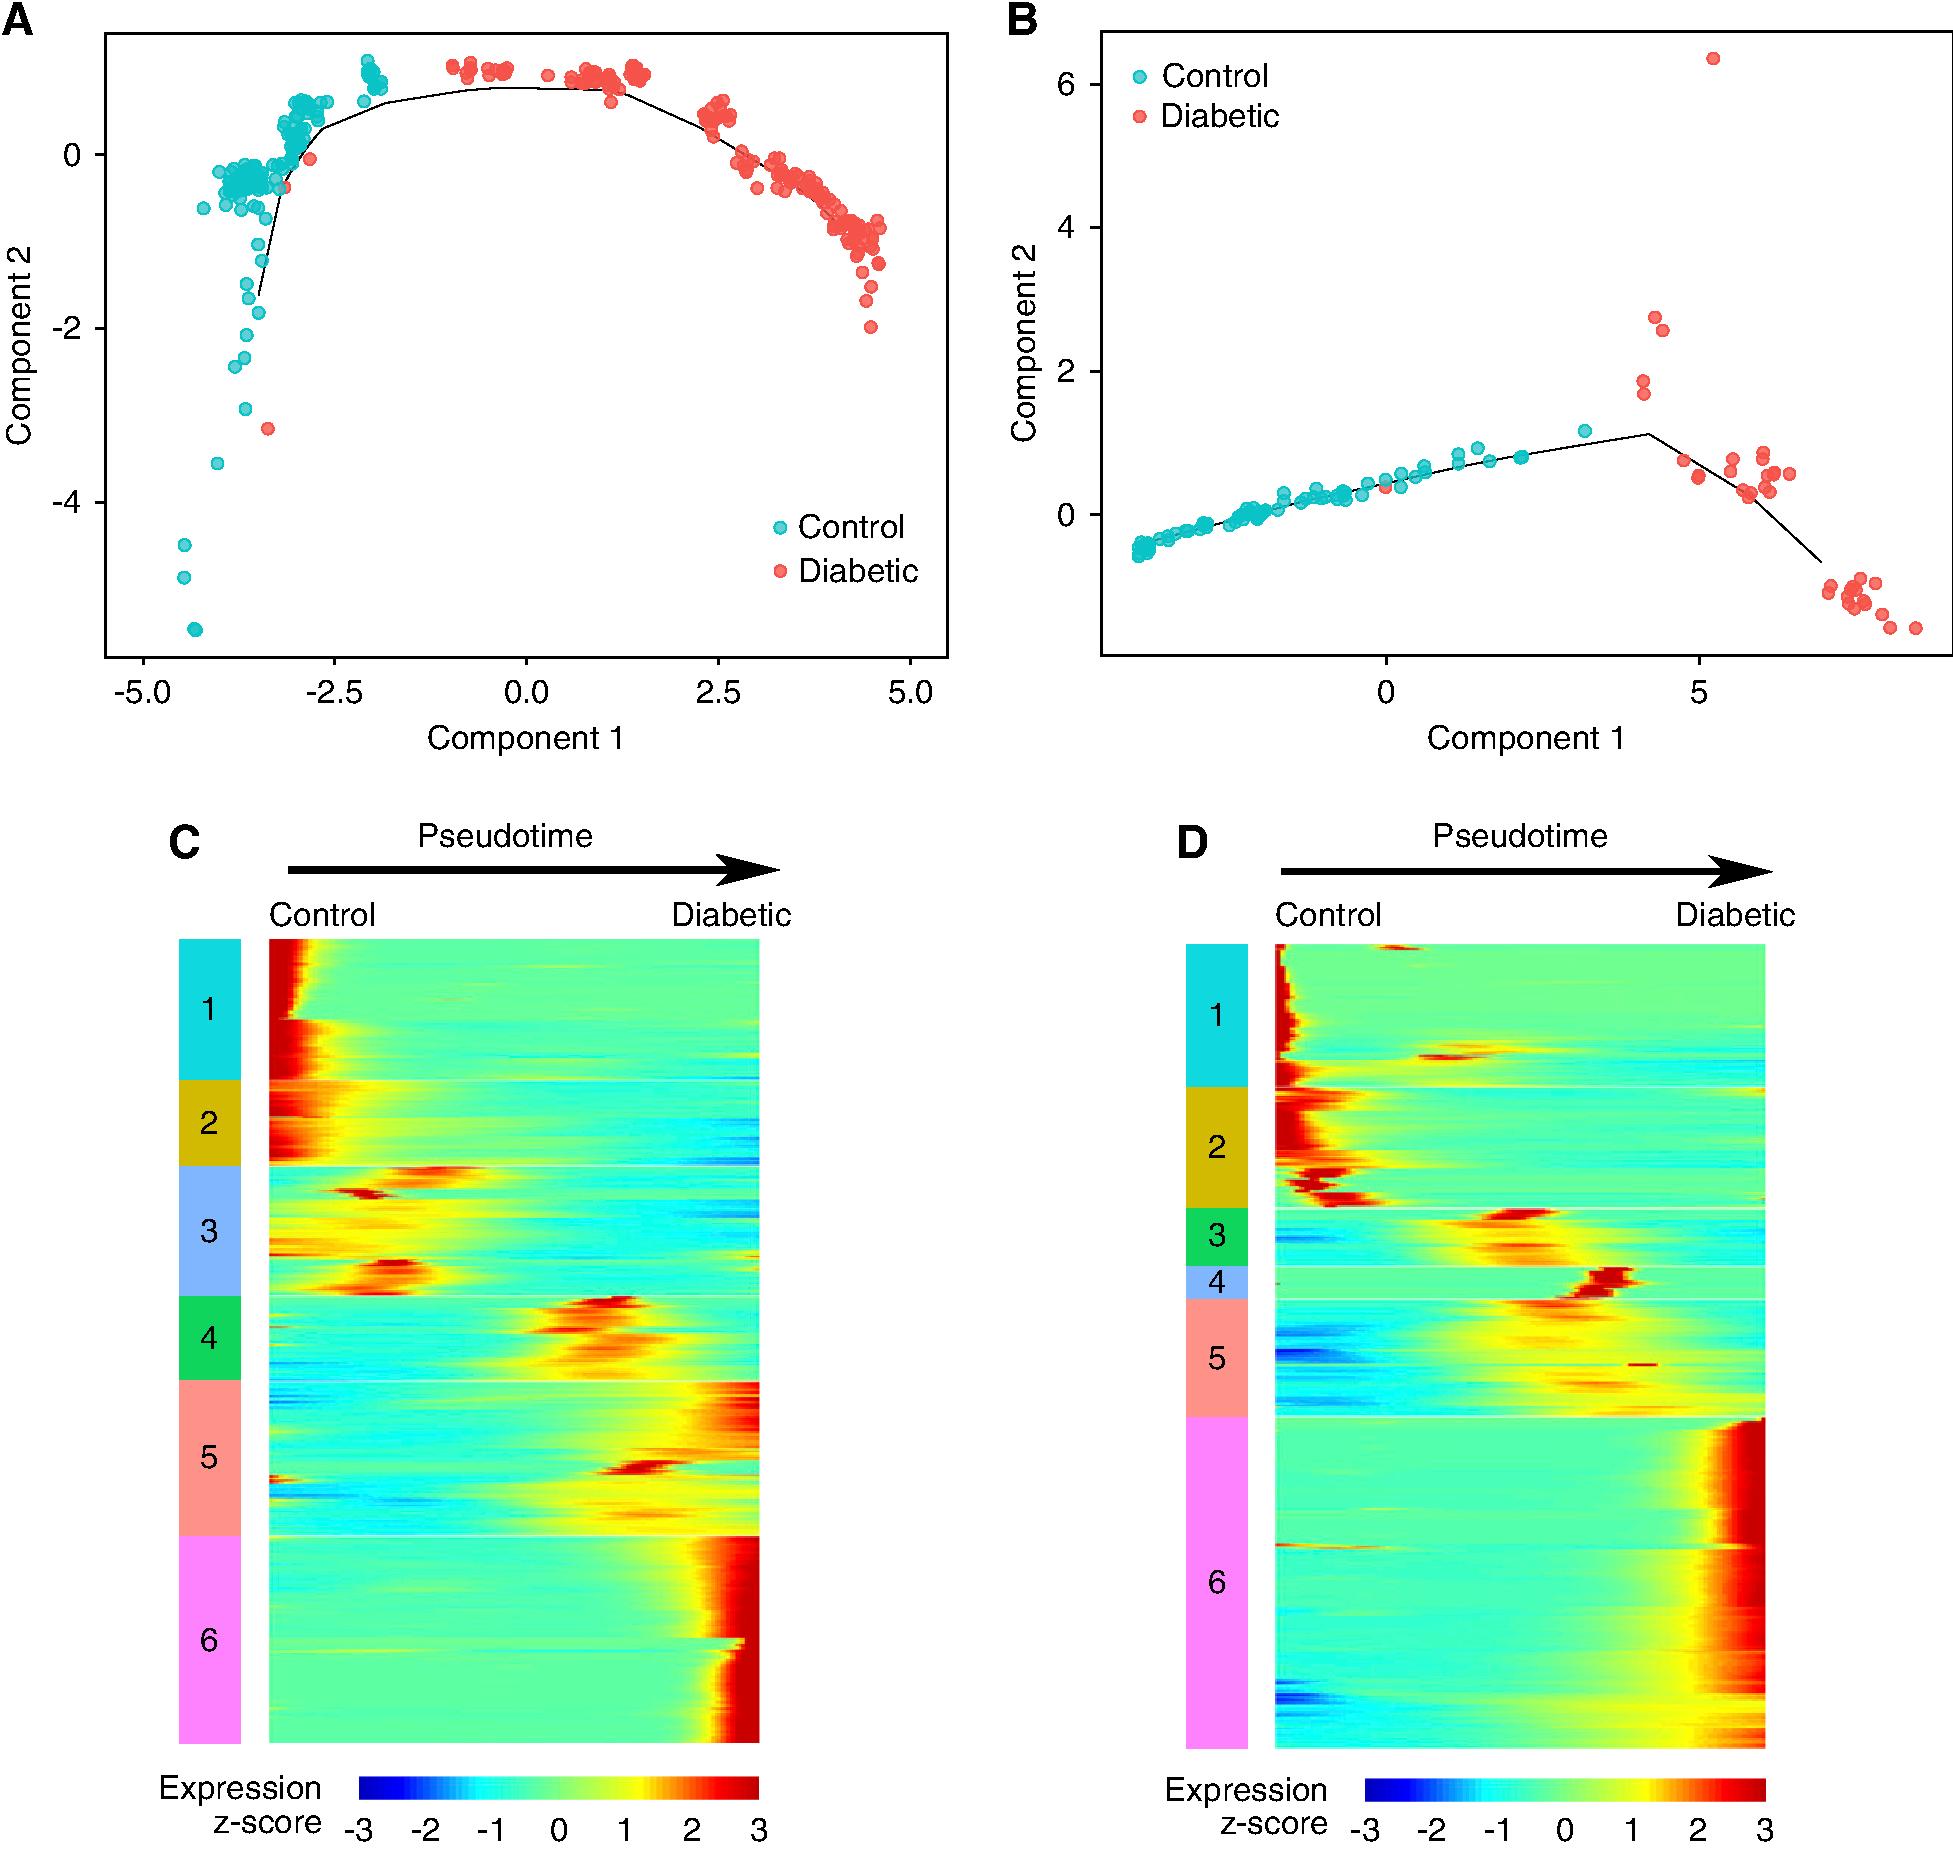 A
0
-2
-4
Component 2
Control
Diabetic
-5.0 -2.5 0.0 2.5 5.0
Component 1
B
Control
Diabetic
6
4
2
0
Component 2
0 5
Component 1
C
Pseudotime
Control Diabetic
1
2
3
4
5
6
Expression
z-score
-3 -2 -1 0 1 2 3
D
Pseudotime
Control Diabetic
1
2
3
4
5
6
Expression
z-score
-3 -2 -1 0 1 2 3